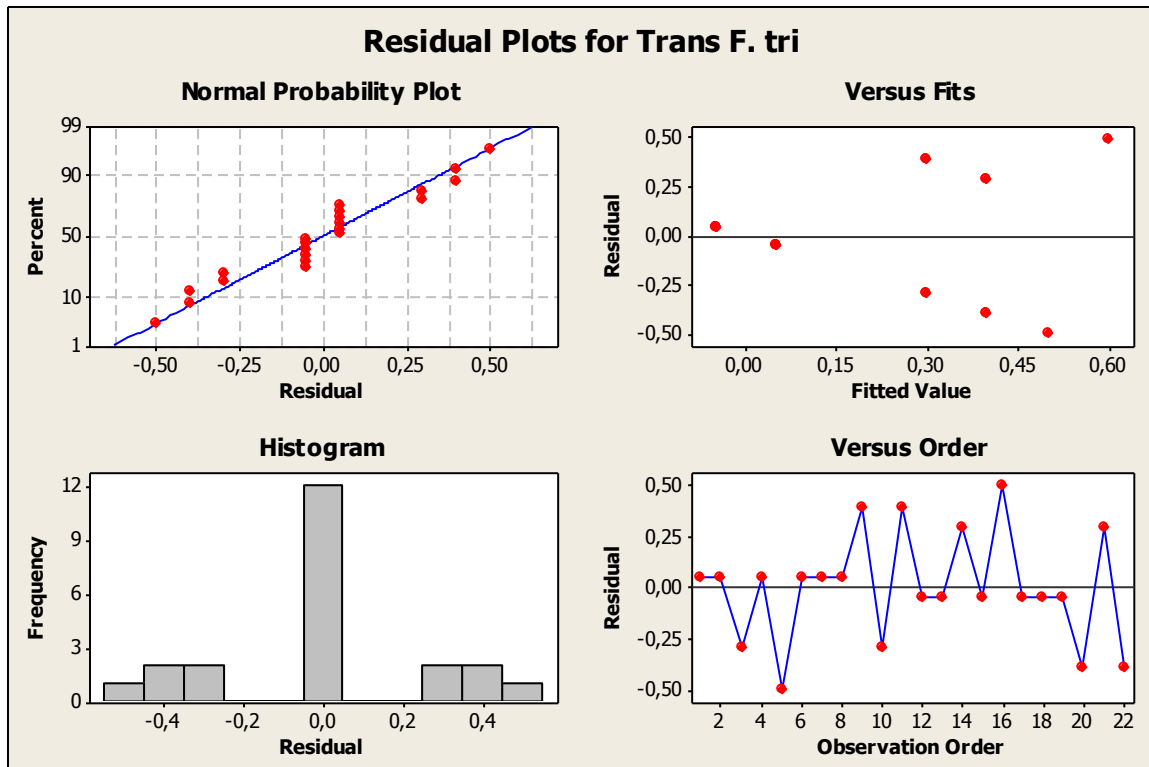 Residual Plots for Trans F. tri
Normal Probability Plot
99
90
50
10
1
Percent
-0,50 -0,25 0,00 0,25 0,50
Residual
Versus Fits
0,50
0,25
0,00
-0,25
-0,50
Residual
0,00 0,15 0,30 0,45 0,60
Fitted Value
Histogram
12
9
6
3
0
Frequency
-0,4 -0,2 0,0 0,2 0,4
Residual
Versus Order
0,50
0,25
0,00
-0,25
-0,50
Residual
2 4 6 8 10 12 14 16 18 20 22
Observation Order